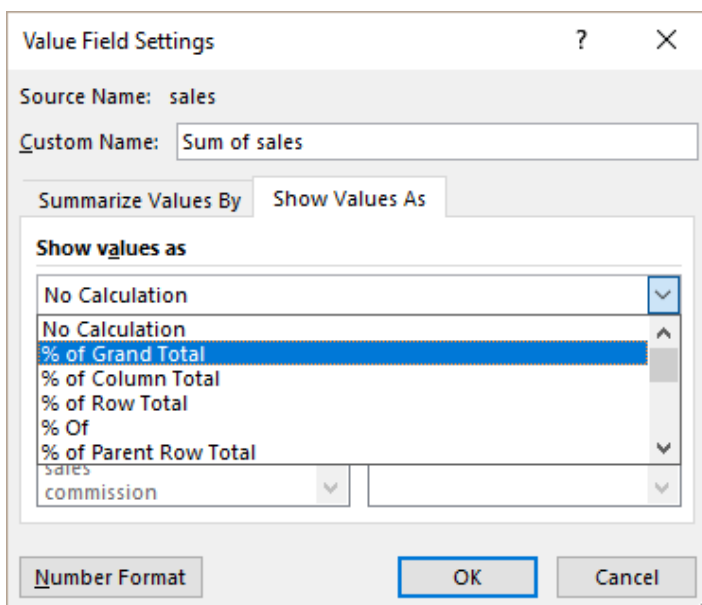 Value Field Settings ?
Source Name: sales
Custom Name: Sum of sales
Summarize Values By Show Values As
Show values as
No Calculation
No Calculation
% of Grand Total
% of Column Total
% of Row Total
% Of
% of Parent Row Total
sales
commission
Number Format OK Cancel